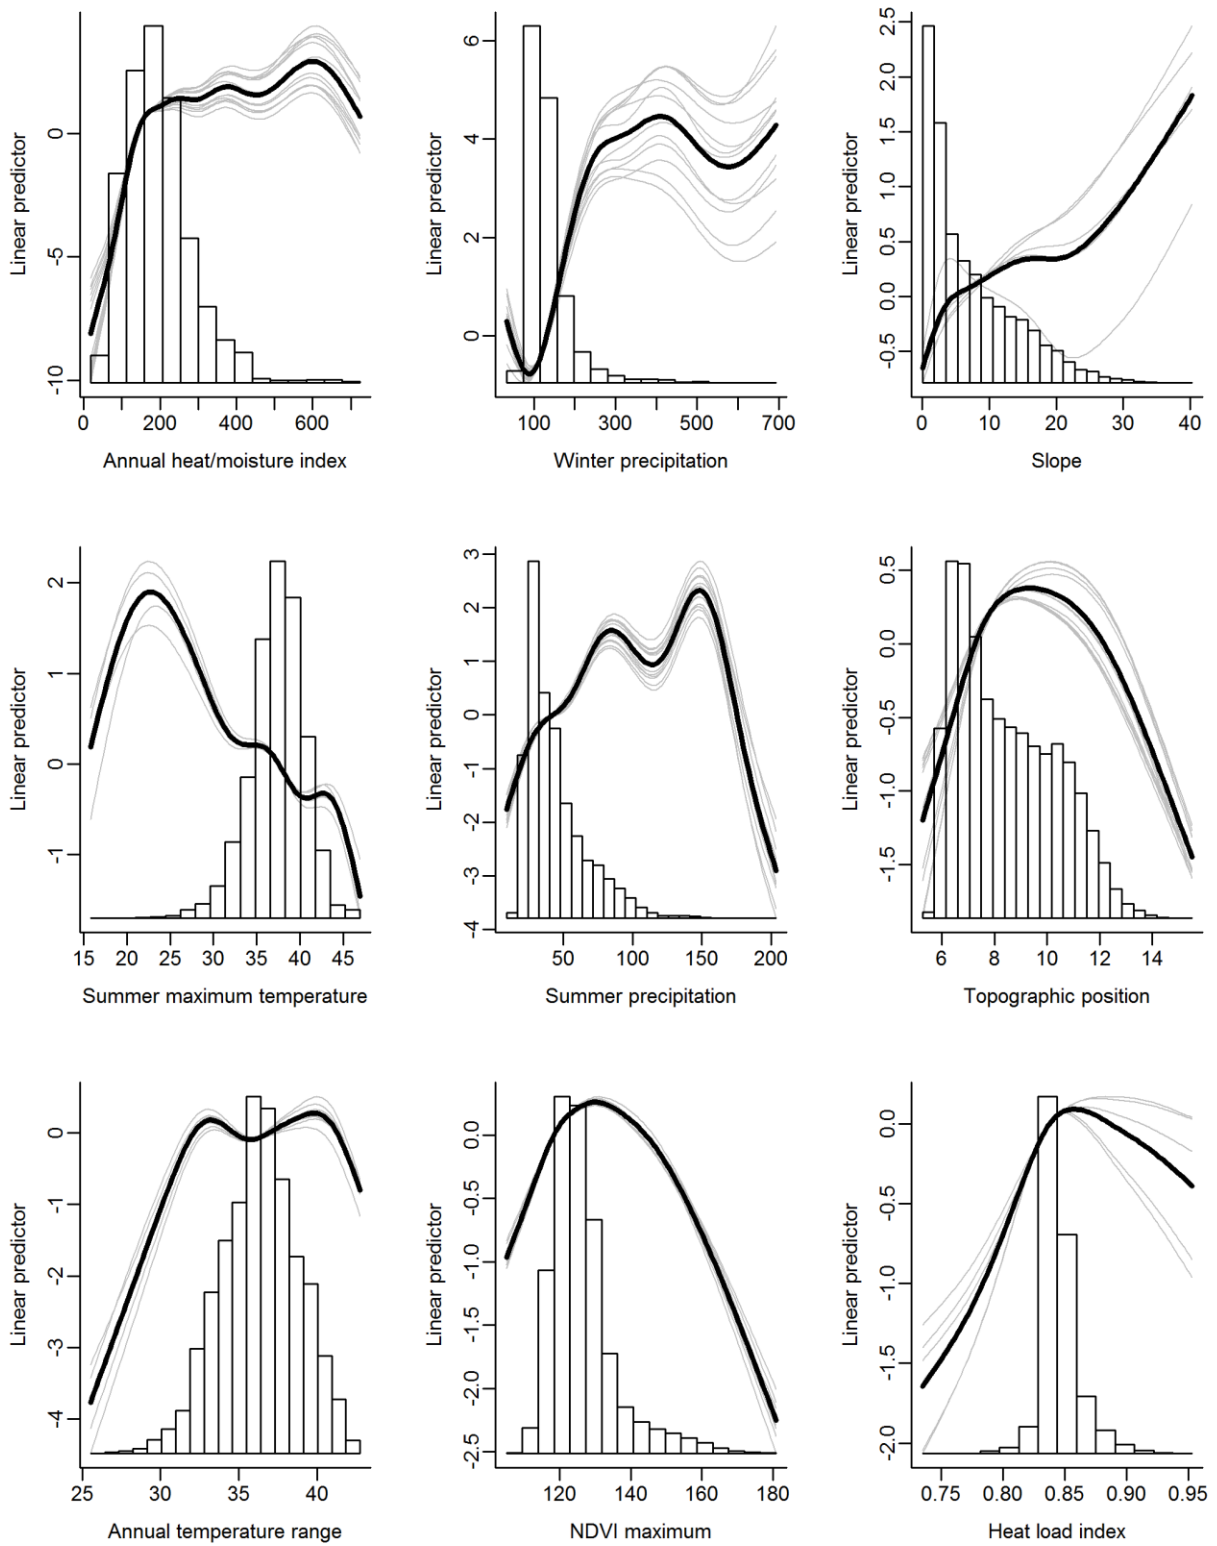 Linear predictor
0
-5
-10
0 200 400 600
Annual heat/moisture index
Linear predictor
6
4
2
0
100 300 500 700
Winter precipitation
Linear predictor
2.5
2.0
1.5
1.0
0.5
0.0
-0.5
0 10 20 30 40
Slope
Linear predictor
2
1
0
-1
15 20 25 30 35 40 45
Summer maximum temperature
Linear predictor
3
2
1
0
-1
-2
-3
-4
50 100 150 200
Summer precipitation
Linear predictor
0.5
0.0
-0.5
-1.0
-1.5
6 8 10 12 14
Topographic position
Linear predictor
0
-1
-2
-3
-4
25 30 35 40
Annual temperature range
Linear predictor
0.0
-0.5
-1.0
-1.5
-2.0
-2.5
120 140 160 180
NDVI maximum
Linear predictor
0.0
-0.5
-1.0
-1.5
-2.0
0.75 0.80 0.85 0.90 0.95
Heat load index